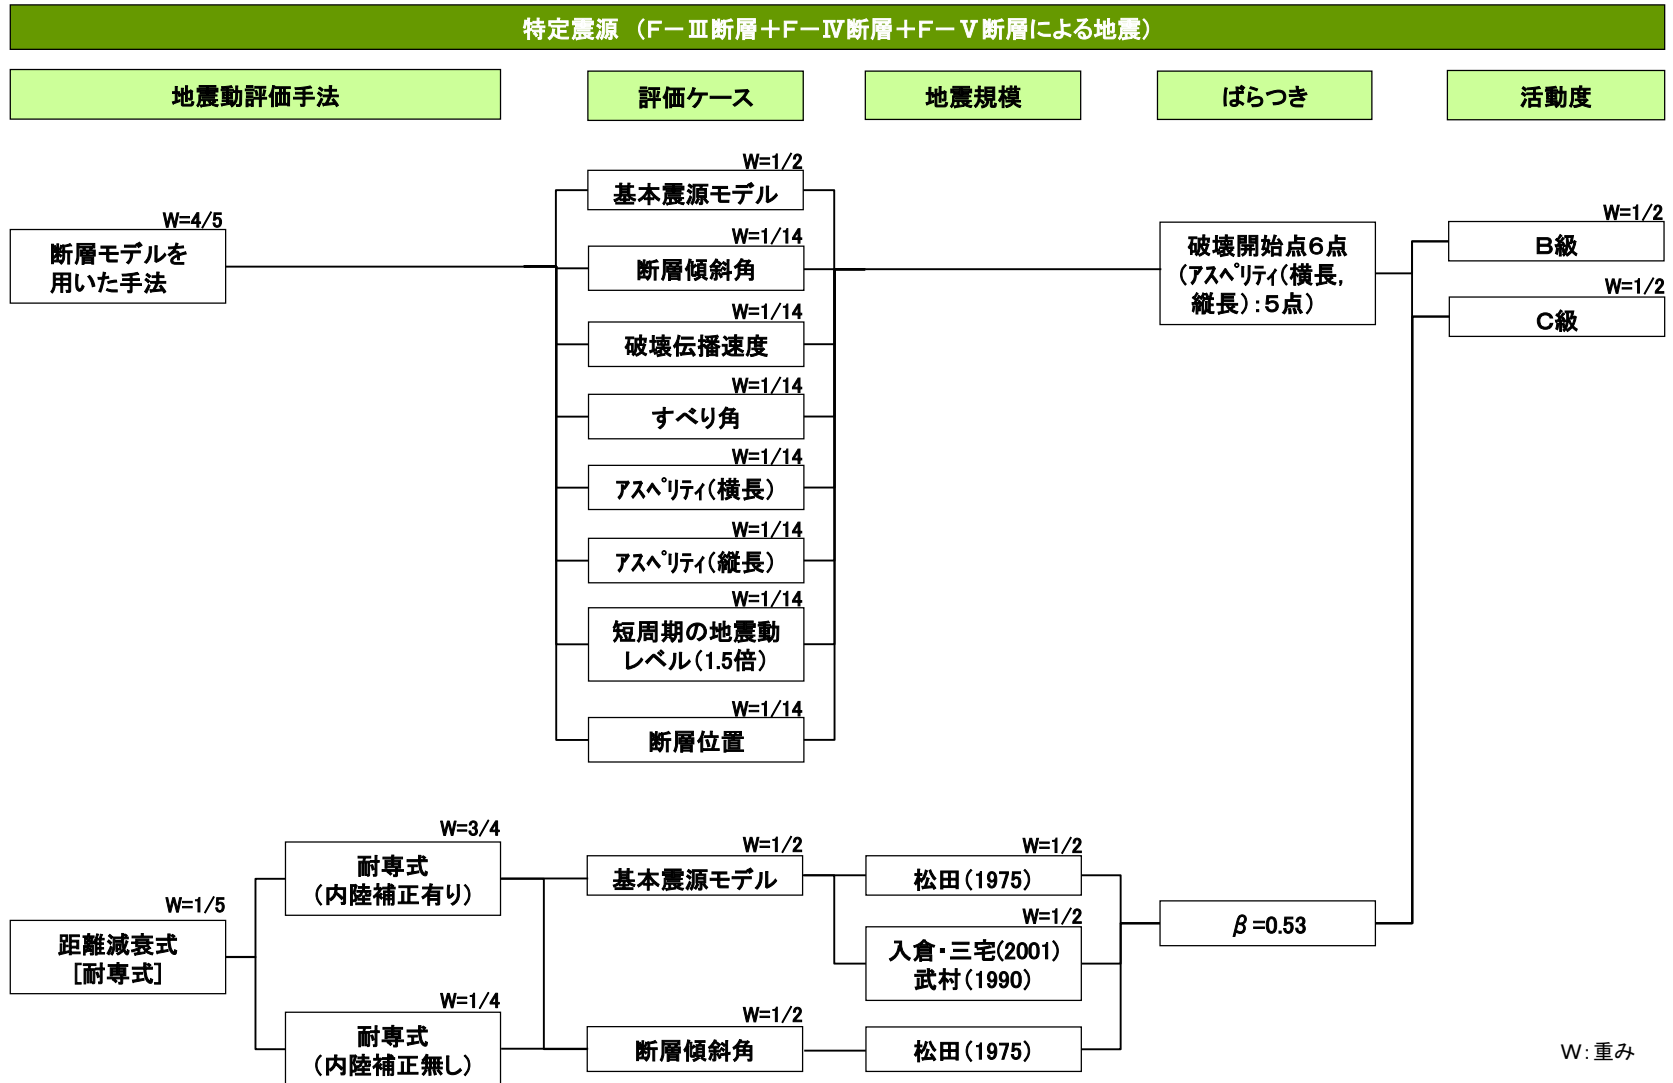 特定震源 (F-Ⅲ断層+F-Ⅳ断層+F-Ⅴ断層による地震)
地震動評価手法
評価ケース
地震規模
ばらつき
活動度
W=4/5
断層モデルを
用いた手法
W=1/2
基本震源モデル
W=1/14
断層傾斜角
W=1/14
破壊伝播速度
W=1/14
すべり角
W=1/14
アスペリティ(横長)
W=1/14
アスペリティ(縦長)
W=1/14
短周期の地震動
レベル(1.5倍)
W=1/14
断層位置
破壊開始点6点
(アスペリティ(横長,
縦長):5点)
W=1/2
B級
W=1/2
C級
W=1/5
距離減衰式
[耐専式]
W=3/4
耐専式
(内陸補正有り)
W=1/4
耐専式
(内陸補正無し)
W=1/2
基本震源モデル
W=1/2
断層傾斜角
W=1/2
松田(1975)
W=1/2
入倉・三宅(2001)
武村(1990)
松田(1975)
β=0.53
W:重み